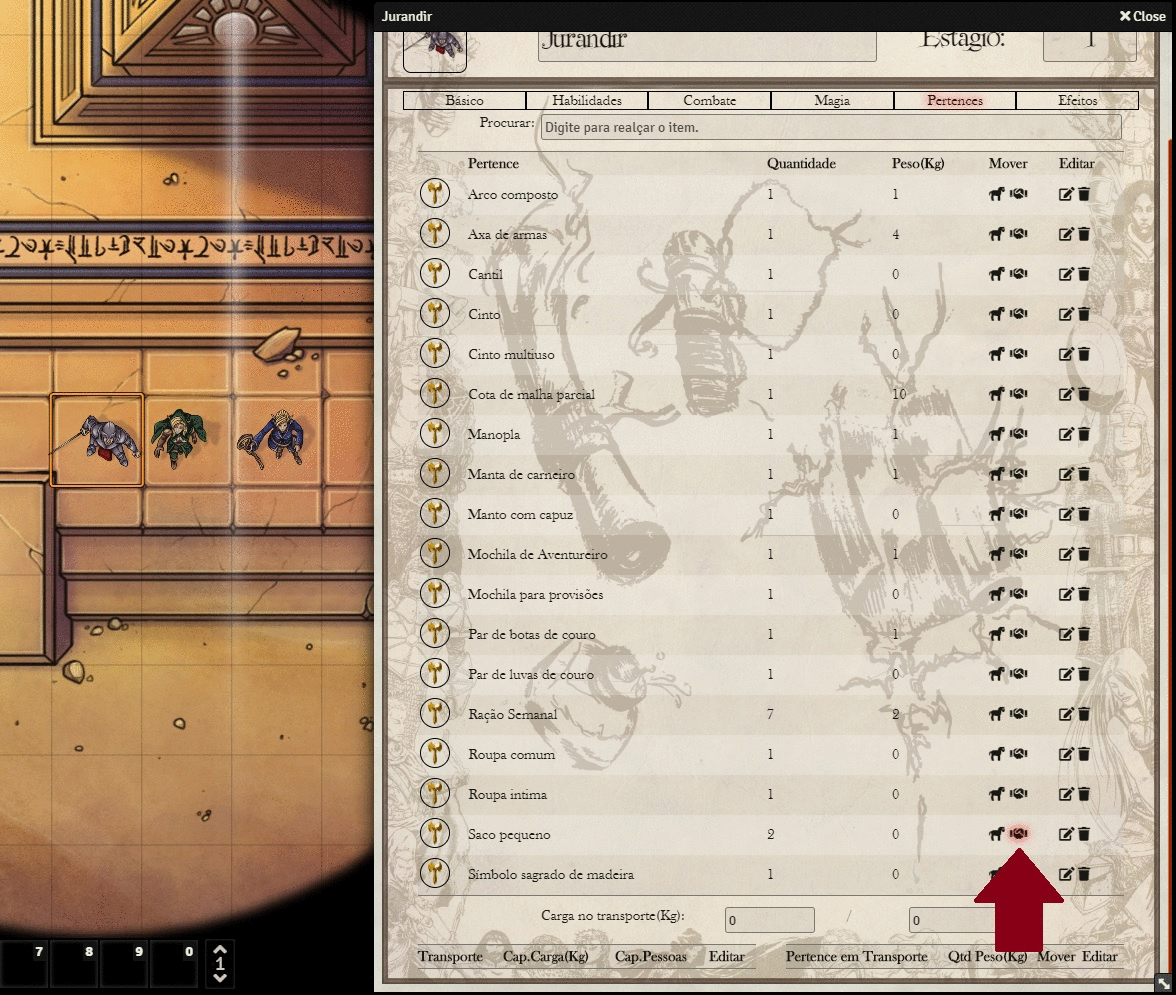 Jurandir
Close
Jurandir Estágio: 1
Básico Habilidades Combate Magia Pertences Efeitos
Procurar: Digite para realçar o item.
Pertence Quantidade Peso(Kg) Mover Editar
Arco composto 1 1
Axa de armas 1 4
Cantil 1 0
Cinto 1 0
Cinto multiuso 1 0
Cota de malha parcial 1 10
Manopla 1 1
Manta de carneiro 1 1
Manto com capuz 1 0
Mochila de Aventureiro 1 1
Mochila para provisões 1 0
Par de botas de couro 1 1
Par de luvas de couro 1 0
Ração Semanal 7 2
Roupa comum 1 0
Roupa intima 1 0
Saco pequeno 2 0
Símbolo sagrado de madeira 1 0
Carga no transporte(Kg): 0 / 0
Transporte Cap.Carga(Kg) Cap.Pessoas Editar Pertence em Transporte Qtd Peso(Kg) Mover Editar
7 8 9 0
1